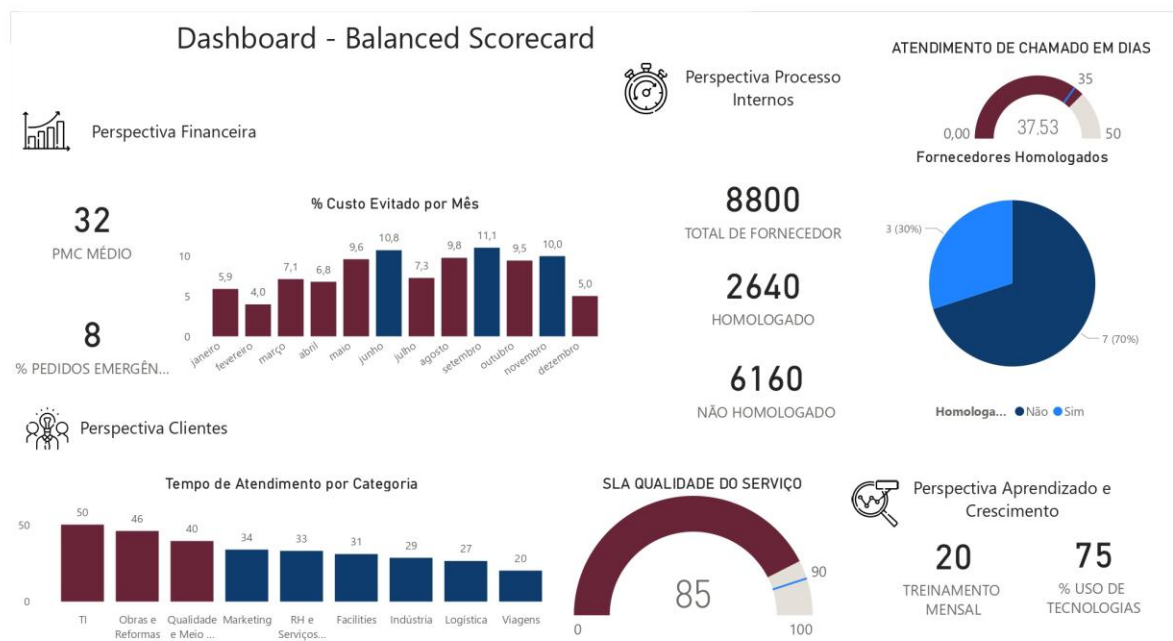 Dashboard - Balanced Scorecard
Perspectiva Financeira
32
PMC MÉDIO
8
% PEDIDOS EMERGÊN...
% Custo Evitado por Mês
10
5
0
5,9
4,0
7,1
6,8
9,6
10,8
7,3
9,8
11,1
9,5
10,0
5,0
janeiro
fevereiro
março
abril
maio
junho
julho
agosto
setembro
outubro
novembro
dezembro
Perspectiva Processo
Internos
8800
TOTAL DE FORNECEDOR
2640
HOMOLOGADO
6160
NÃO HOMOLOGADO
ATENDIMENTO DE CHAMADO EM DIAS
35
0,00
37,53
50
Fornecedores Homologados
3 (30%)
7 (70%)
Homologa...
Não
Sim
Perspectiva Clientes
Tempo de Atendimento por Categoria
50
0
50
46
40
34
33
31
29
27
20
TI
Obras e
Reformas
Qualidade
e Meio ...
Marketing
RH e
Serviços...
Facilities
Indústria
Logística
Viagens
SLA QUALIDADE DO SERVIÇO
90
85
0
100
Perspectiva Aprendizado e
Crescimento
20
TREINAMENTO
MENSAL
75
% USO DE
TECNOLOGIAS